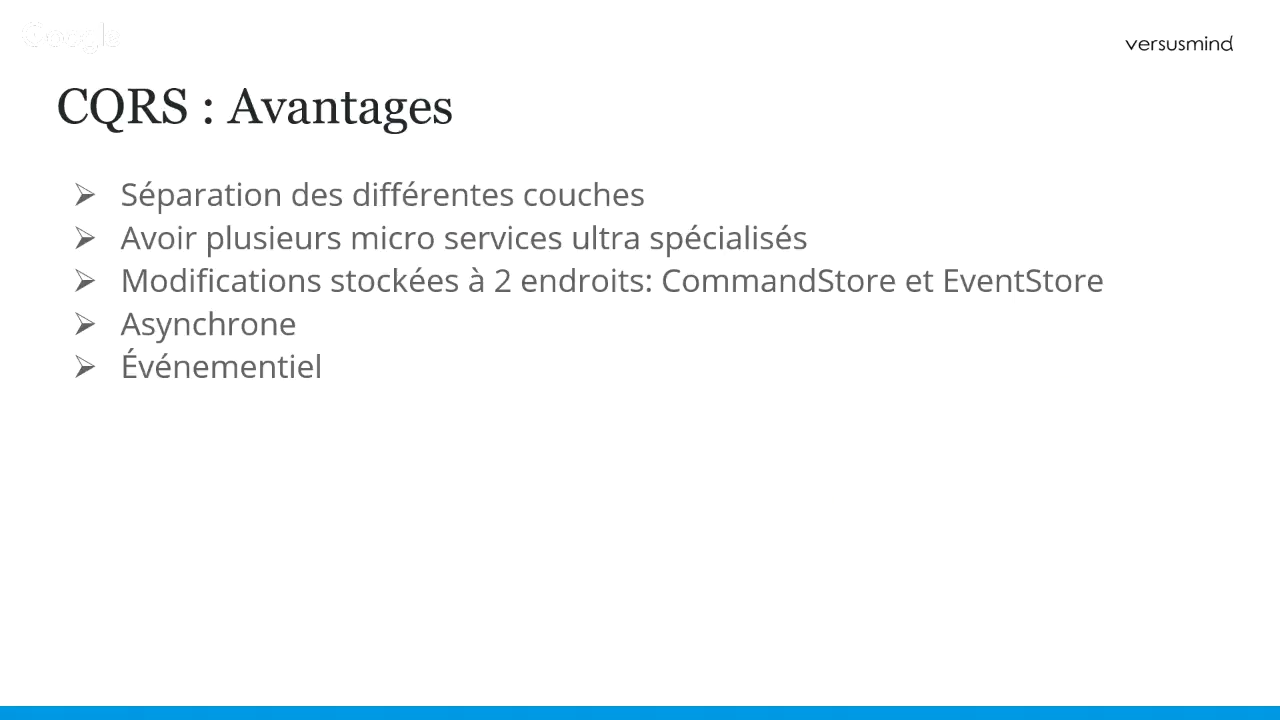 Google
versusmind
CQRS : Avantages
➢ Séparation des différentes couches
➢ Avoir plusieurs micro services ultra spécialisés
➢ Modifications stockées à 2 endroits: CommandStore et EventStore
➢ Asynchrone
➢ Événementiel